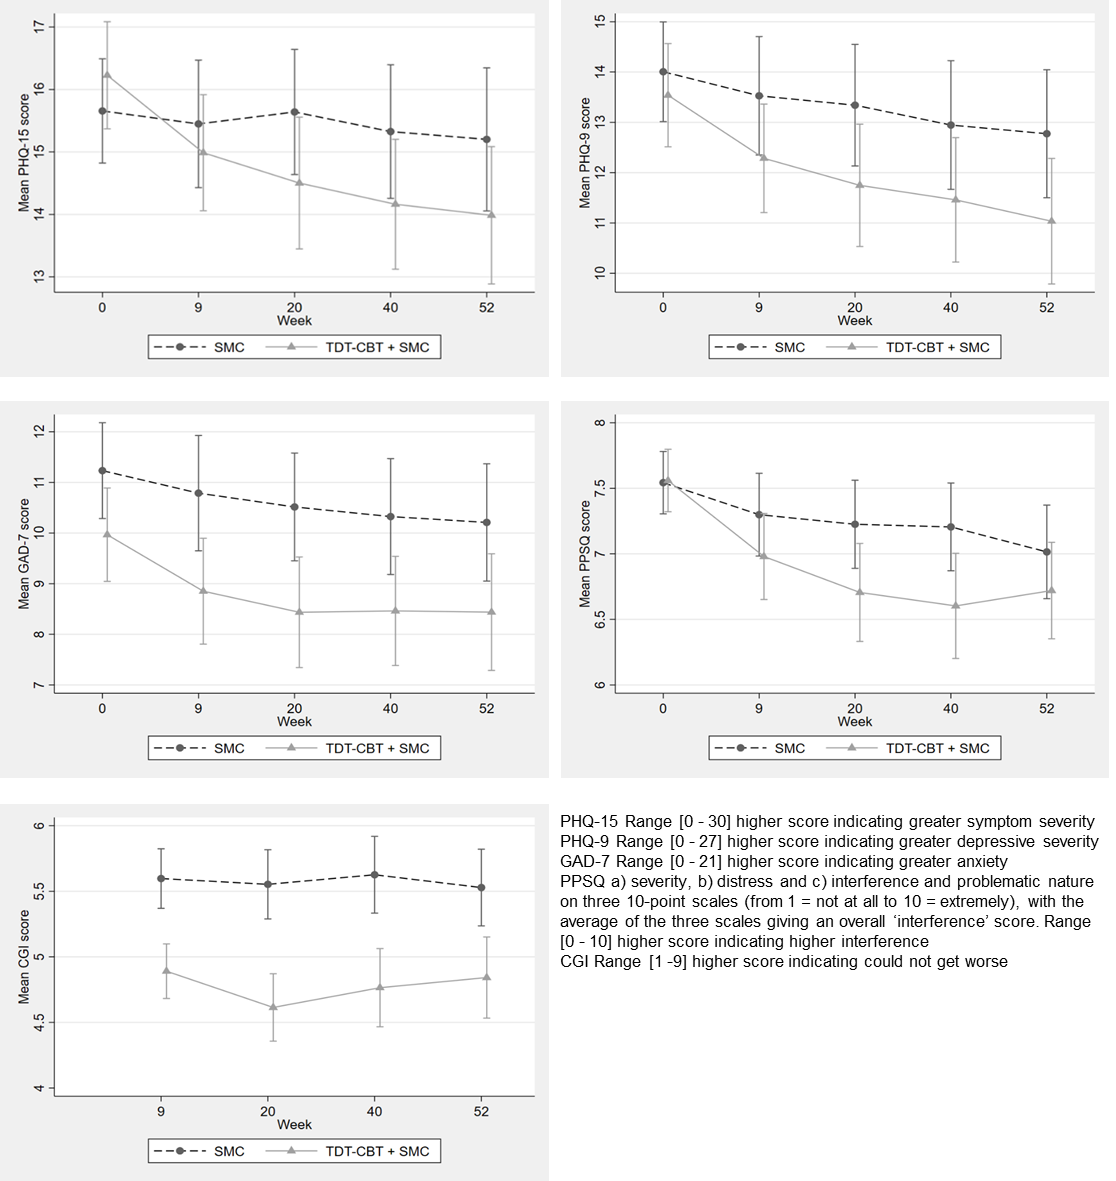 Mean PHQ-15 score
17
16
15
14
13
0 9 20 40 52
Week
SMC TDT-CBT + SMC
Mean PHQ-9 score
15
14
13
12
11
10
0 9 20 40 52
Week
SMC TDT-CBT + SMC
Mean GAD-7 score
12
11
10
9
8
7
0 9 20 40 52
Week
SMC TDT-CBT + SMC
Mean PPSQ score
8
7.5
7
6.5
6
0 9 20 40 52
Week
SMC TDT-CBT + SMC
Mean CGI score
6
5.5
5
4.5
4
9 20 40 52
Week
SMC TDT-CBT + SMC
PHQ-15 Range [0 - 30] higher score indicating greater symptom severity
PHQ-9 Range [0 - 27] higher score indicating greater depressive severity
GAD-7 Range [0 - 21] higher score indicating greater anxiety
PPSQ a) severity, b) distress and c) interference and problematic nature
on three 10-point scales (from 1 = not at all to 10 = extremely), with the
average of the three scales giving an overall ‘interference’ score. Range
[0 - 10] higher score indicating higher interference
CGI Range [1 -9] higher score indicating could not get worse